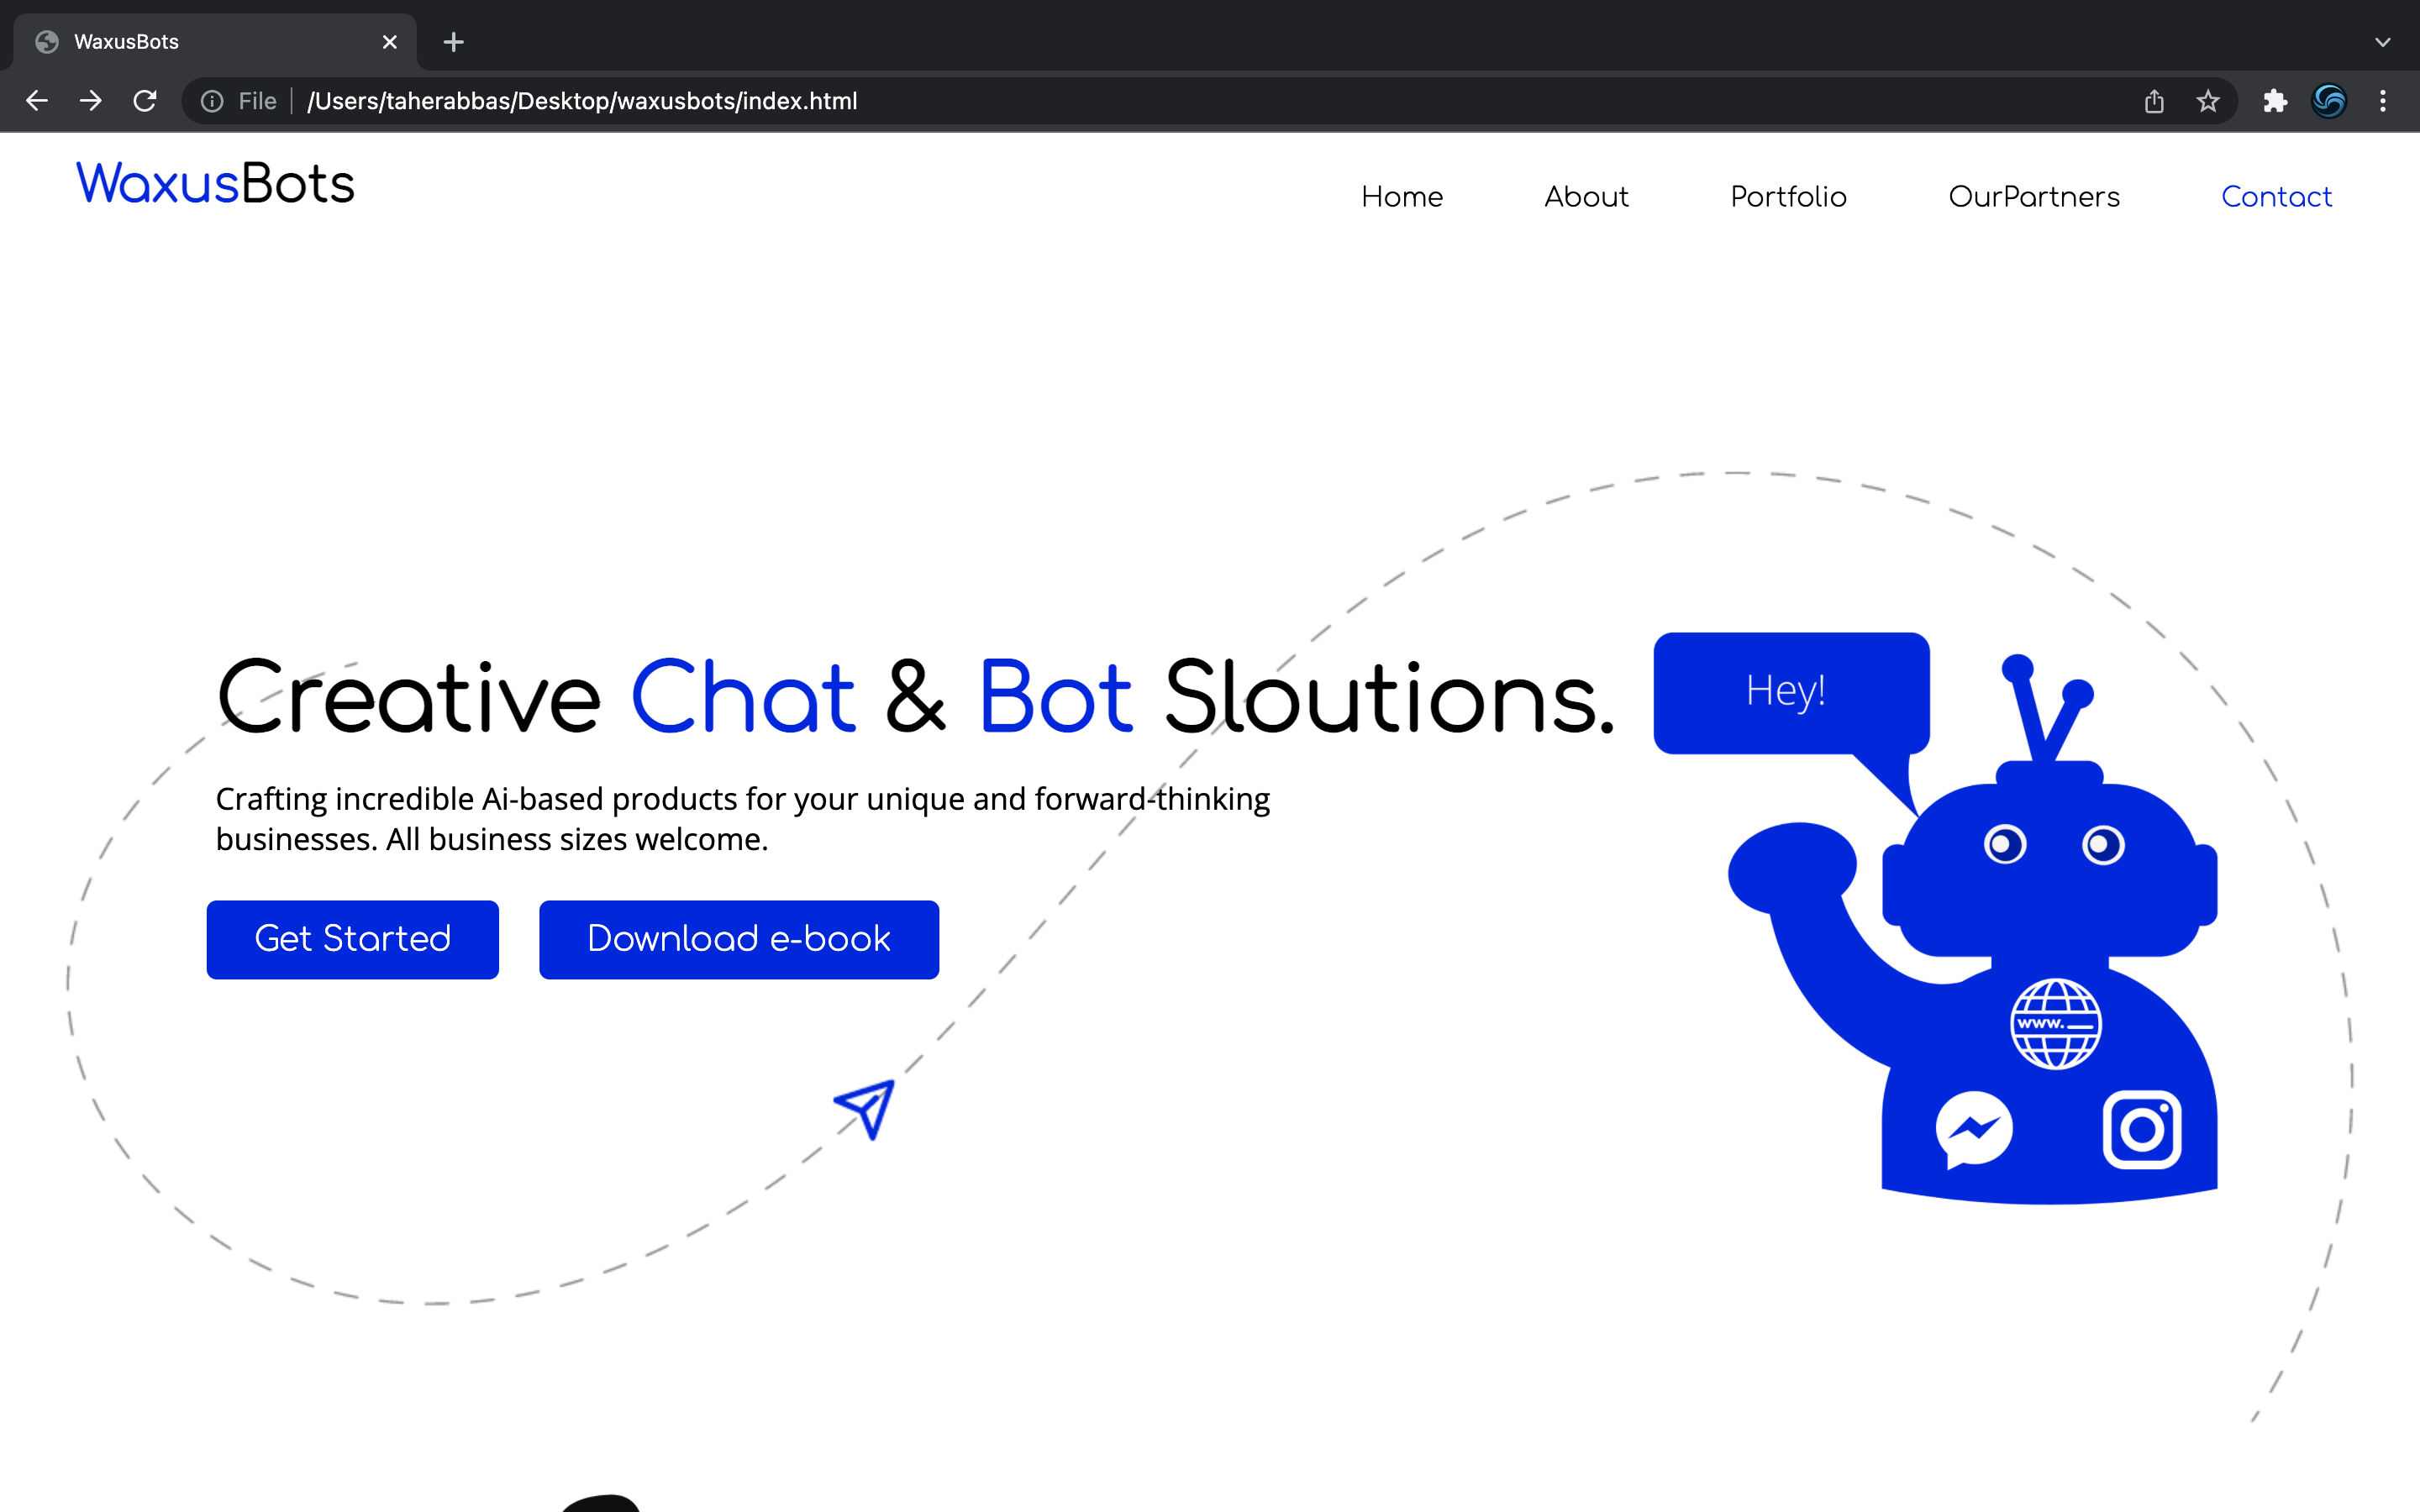 WaxusBots
File
/Users/taherabbas/Desktop/waxusbots/index.html
WaxusBots
Home About Portfolio OurPartners Contact
Creative Chat & Bot Sloutions.
Hey!
Crafting incredible Ai-based products for your unique and forward-thinking
businesses. All business sizes welcome.
Get Started
Download e-book
www.